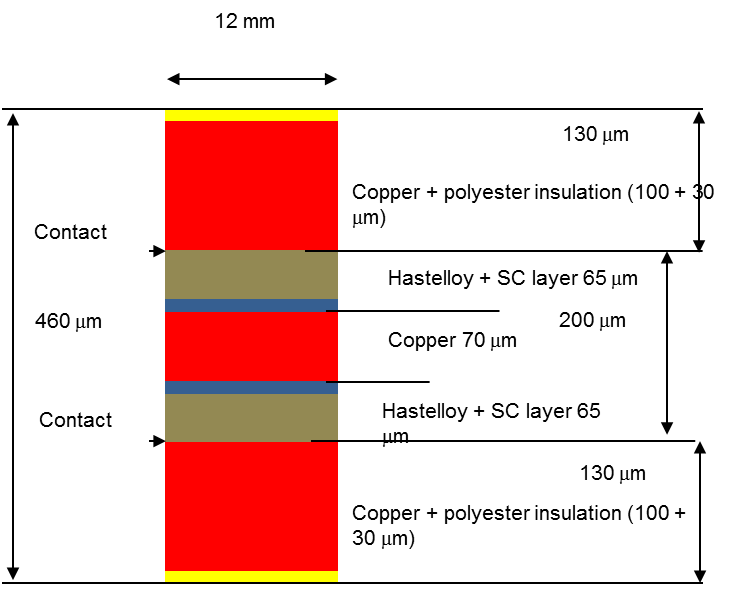 12 mm
130 μm
Copper + polyester insulation (100 + 30
μm)
Contact
Hastelloy + SC layer 65 μm
460 μm
200 μm
Copper 70 μm
Contact
Hastelloy + SC layer 65
μm
130 μm
Copper + polyester insulation (100 +
30 μm)